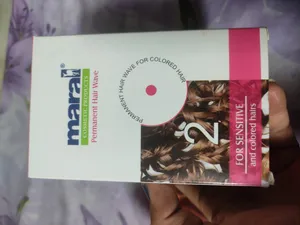 mara
Permanent Hair Wave
PERMANENT HAIR WAVE FOR COLORED HAIR
2
FOR SENSITIVE
and colored hairs